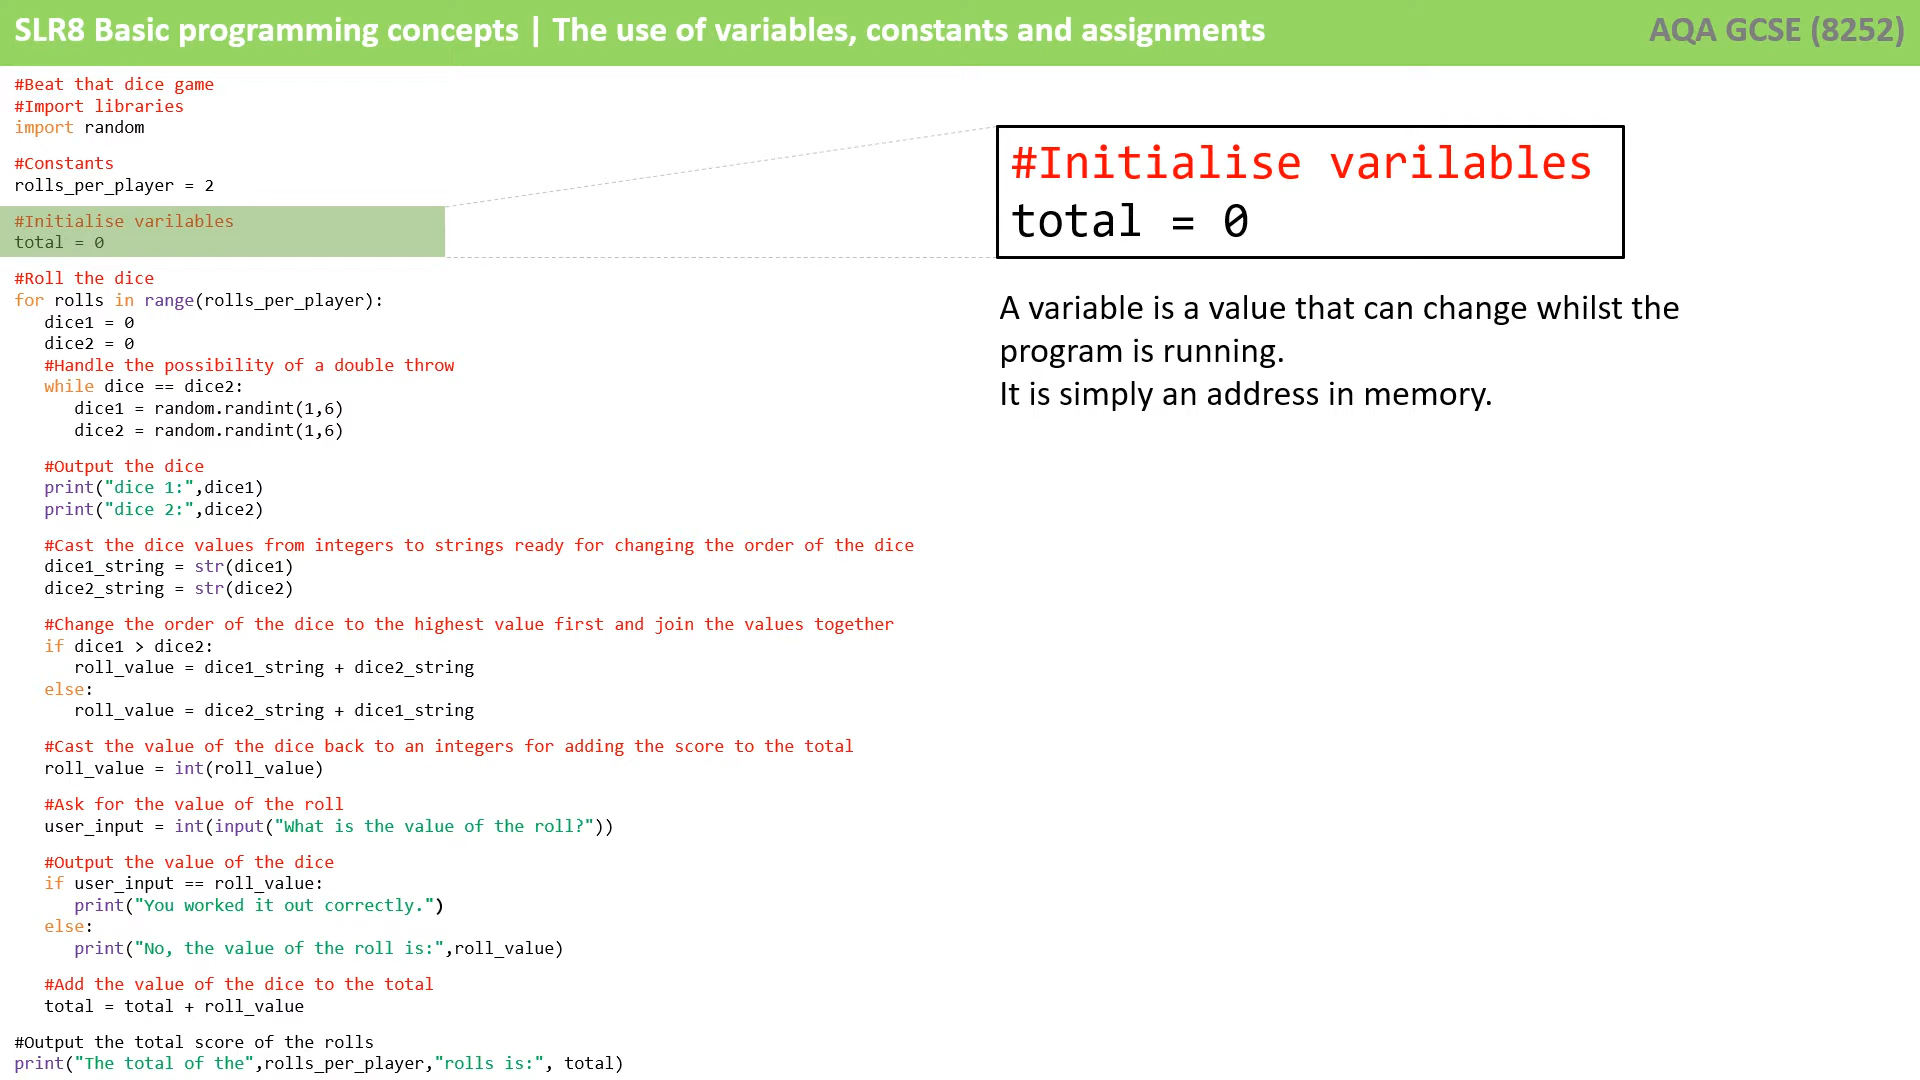 SLR8 Basic programming concepts | The use of variables, constants and assignments
AQA GCSE (8252)
#Beat that dice game
#Import libraries
import random
#Constants
rolls_per_player = 2
#Initialise varilables
total = 0
#Roll the dice
for rolls in range(rolls_per_player):
dice1 = 0
dice2 = 0
#Handle the possibility of a double throw
while dice == dice2:
dice1 = random.randint(1,6)
dice2 = random.randint(1,6)
#Output the dice
print("dice 1:",dice1)
print("dice 2:",dice2)
#Cast the dice values from integers to strings ready for changing the order of the dice
dice1_string = str(dice1)
dice2_string = str(dice2)
#Change the order of the dice to the highest value first and join the values together
if dice1 > dice2:
roll_value = dice1_string + dice2_string
else:
roll_value = dice2_string + dice1_string
#Cast the value of the dice back to an integers for adding the score to the total
roll_value = int(roll_value)
#Ask for the value of the roll
user_input = int(input("What is the value of the roll?"))
#Output the value of the dice
if user_input == roll_value:
print("You worked it out correctly.")
else:
print("No, the value of the roll is:",roll_value)
#Add the value of the dice to the total
total = total + roll_value
#Output the total score of the rolls
print("The total of the",rolls_per_player,"rolls is:", total)
#Initialise varilables
total = 0
A variable is a value that can change whilst the
program is running.
It is simply an address in memory.